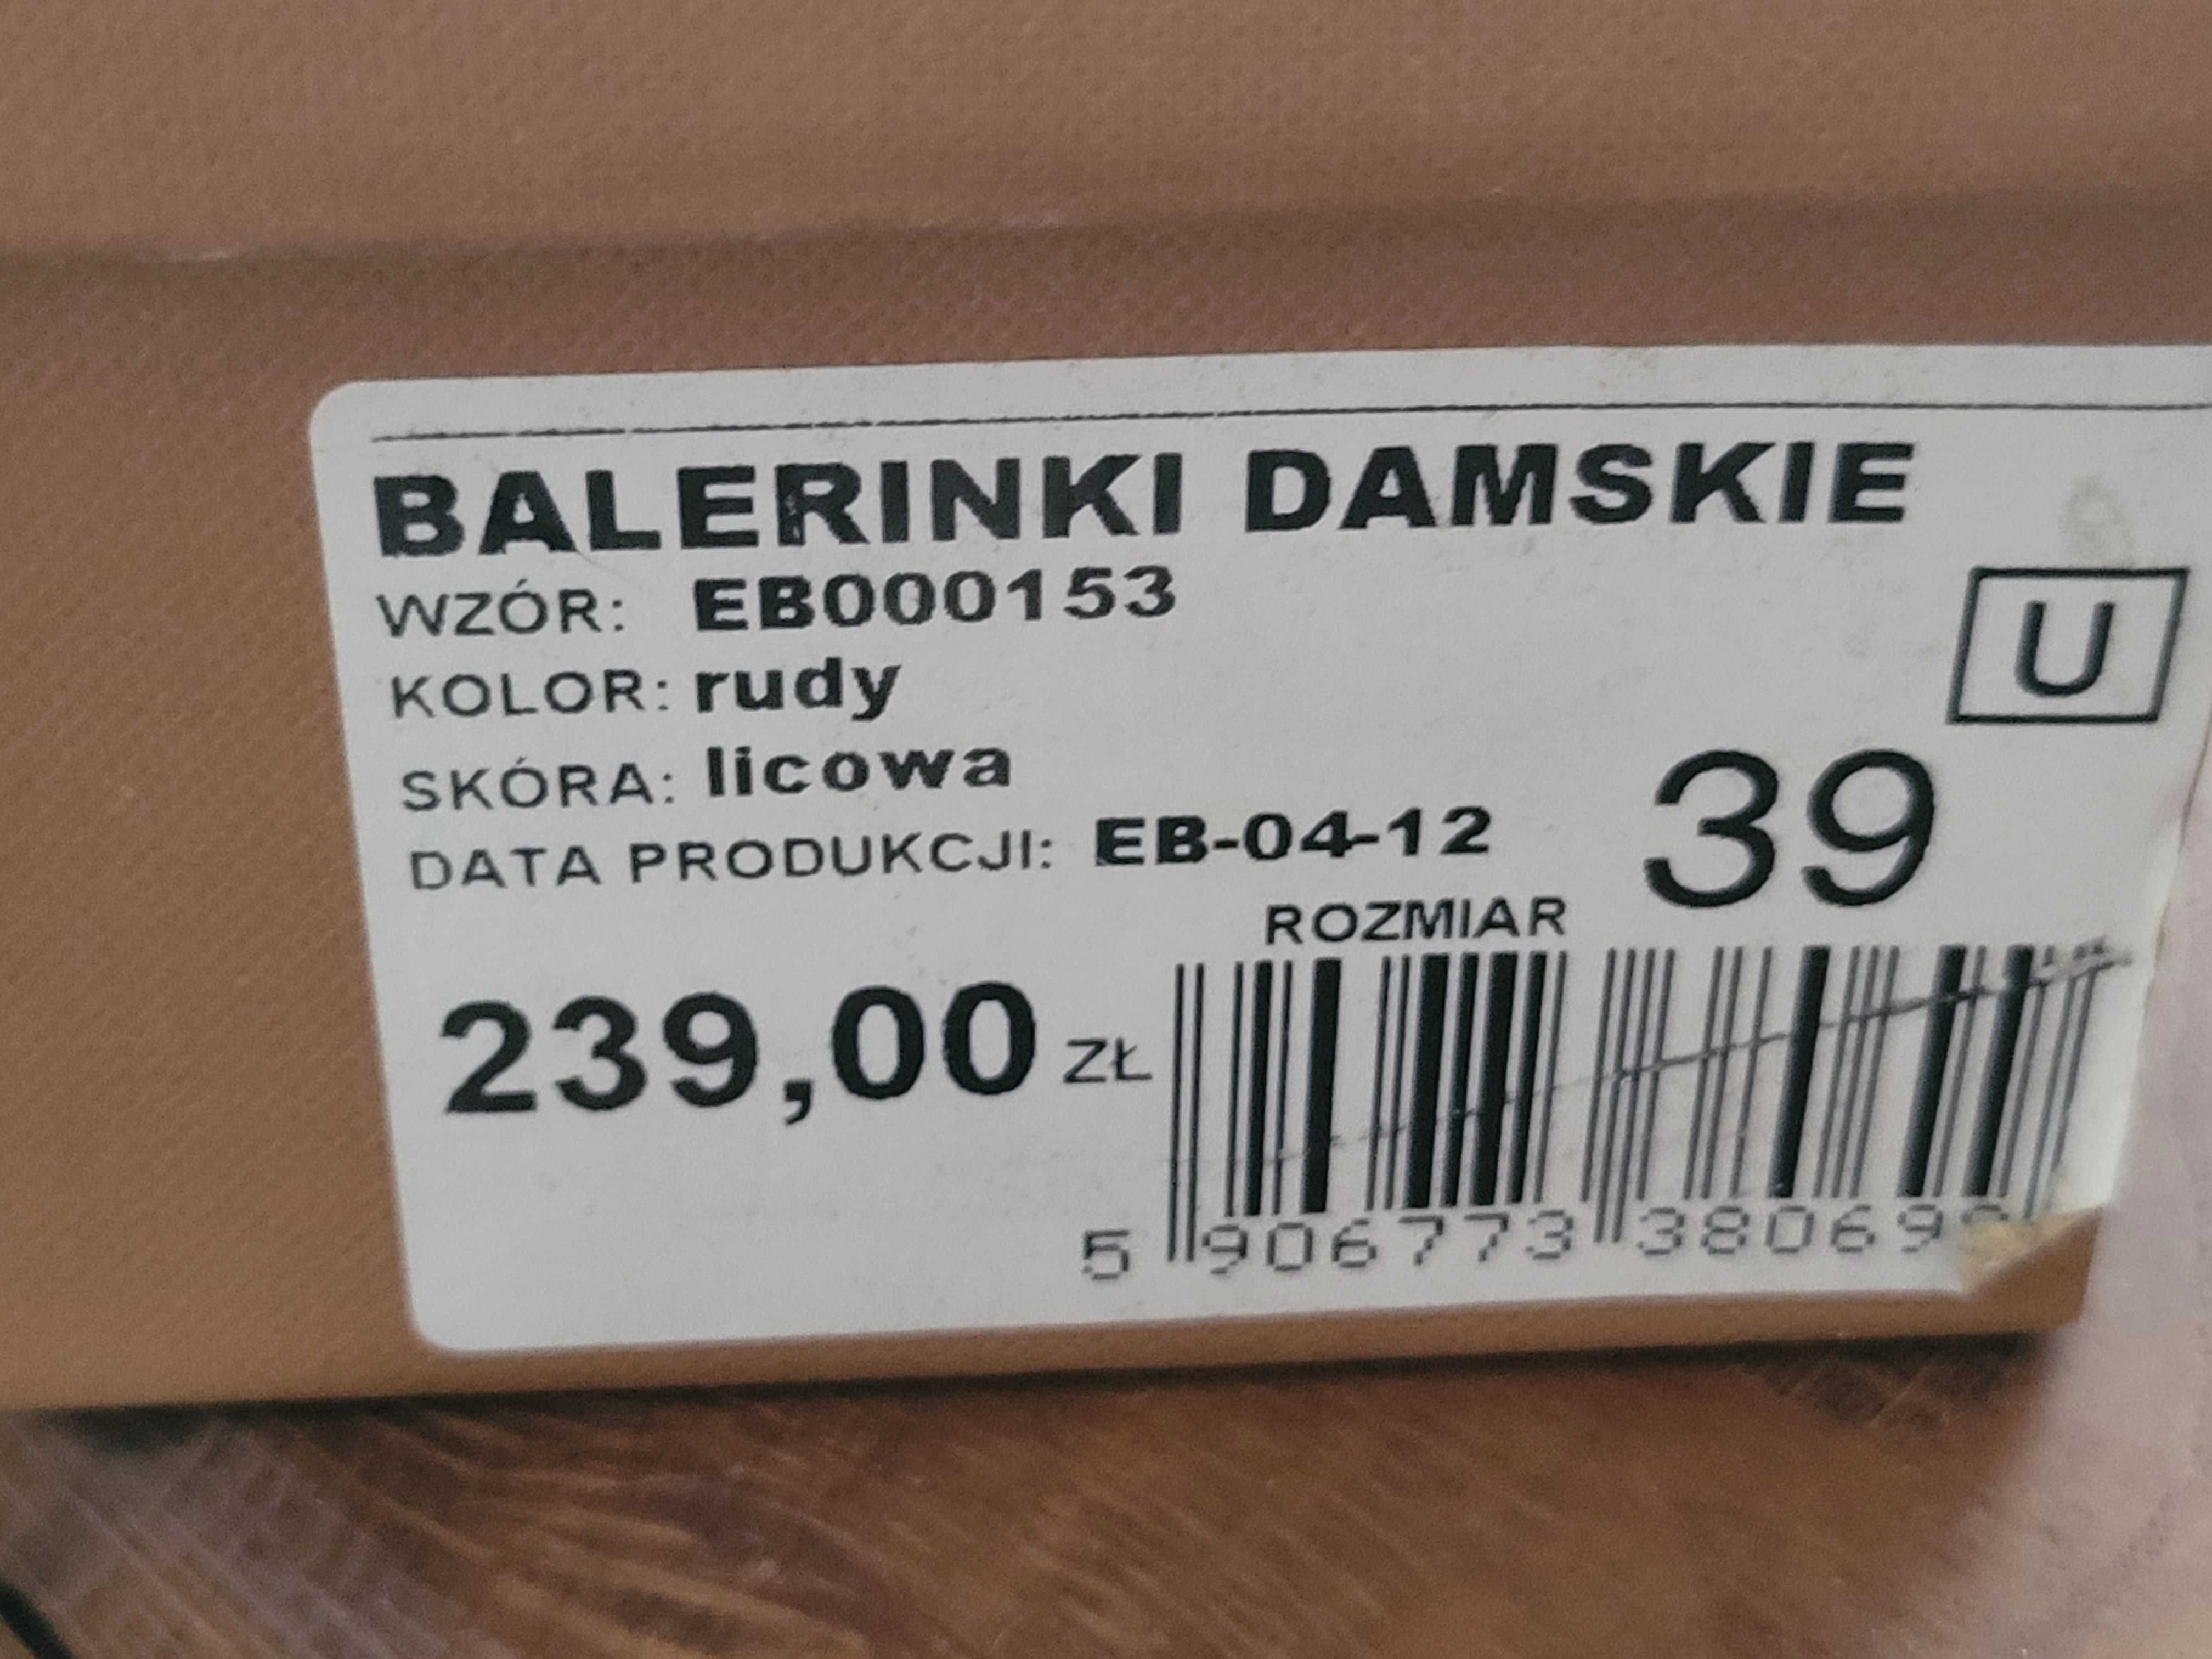 BALERINKI DAMSKIE
WZÓR: EB000153
U
KOLOR: rudy
SKÓRA: licowa
39
DATA PRODUKCJI: EB-04-12
ROZMIAR
239,00 ZŁ
5 906773 38069